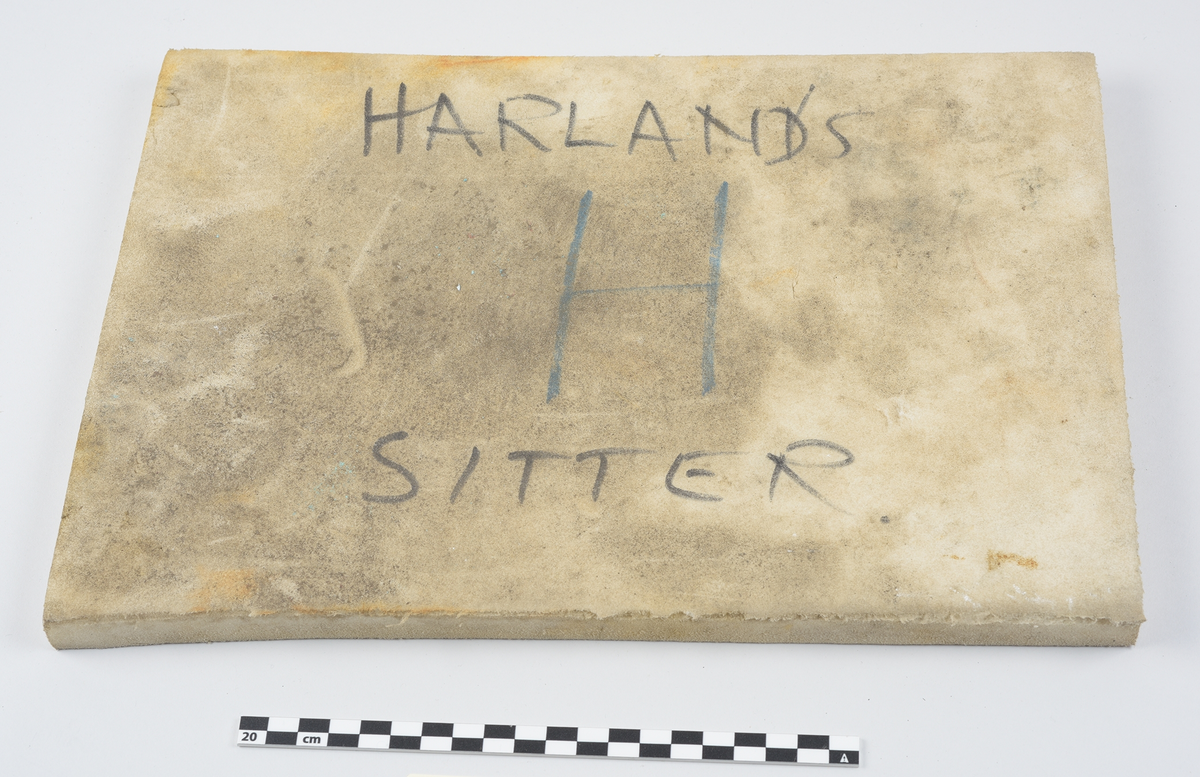 HARLAND'S
H
SITTER
20 cm A